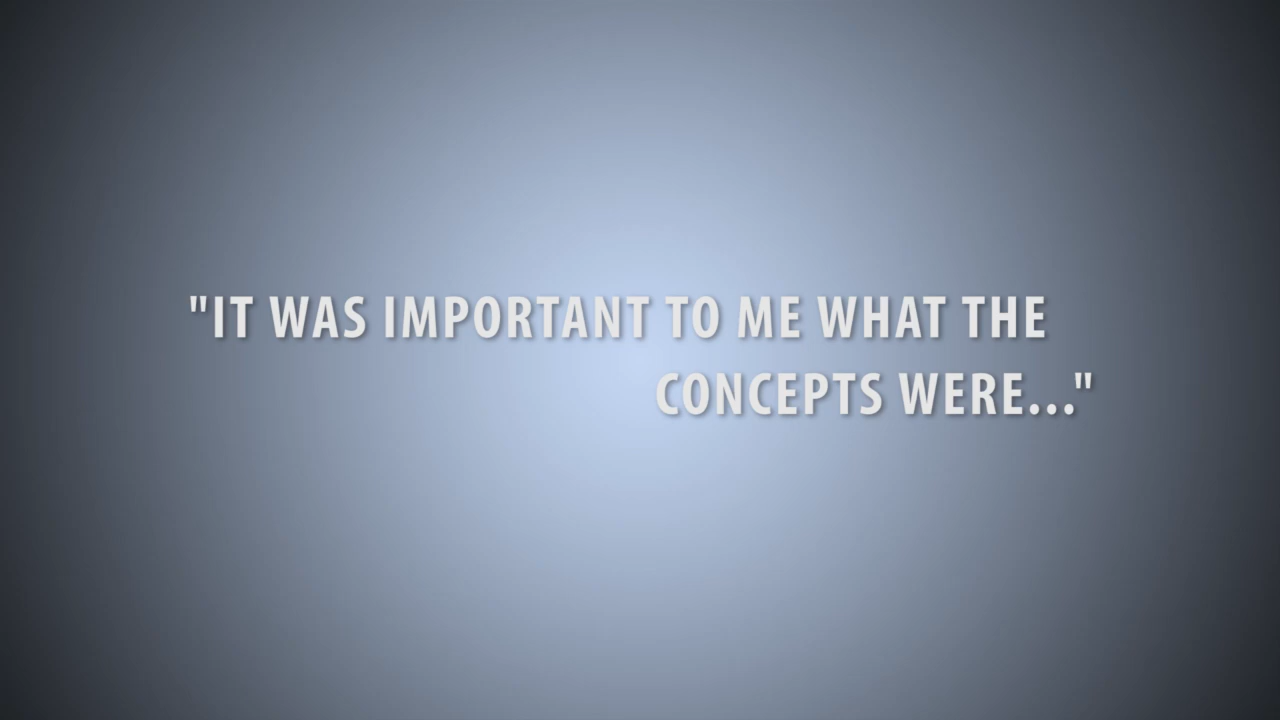 "IT WAS IMPORTANT TO ME WHAT THE
CONCEPTS WERE..."